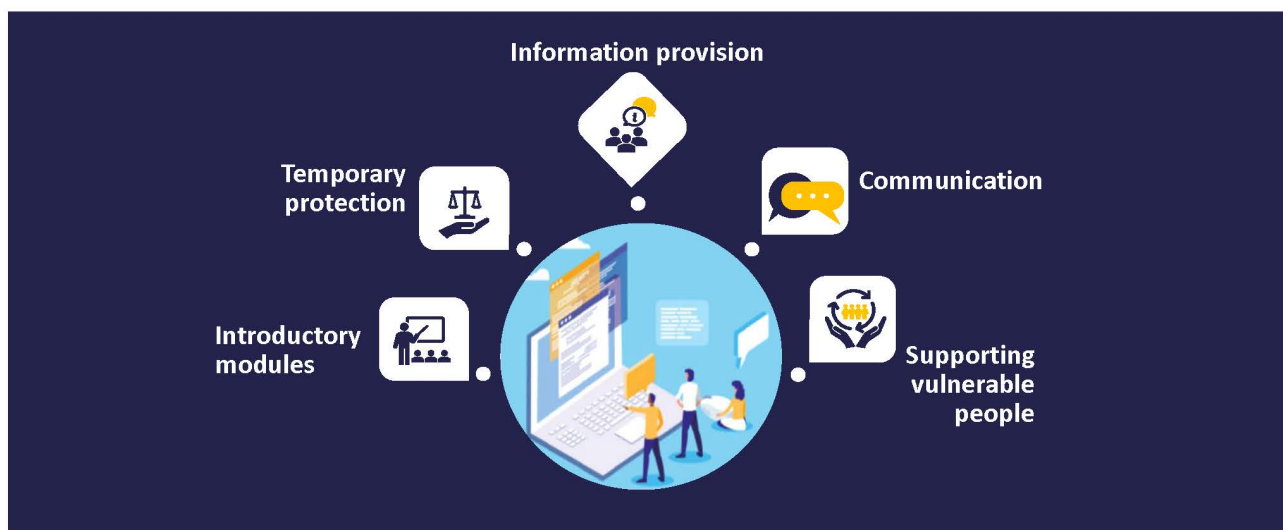 Information provision
Temporary
protection
Communication
Introductory
modules
Supporting
vulnerable
people